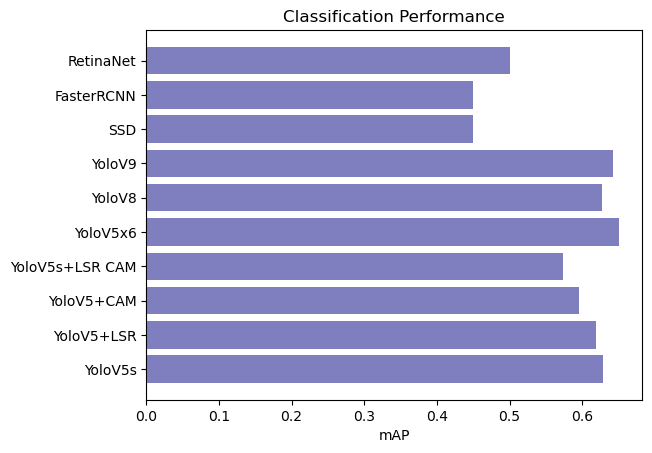 Classification Performance
RetinaNet
FasterRCNN
SSD
YoloV9
YoloV8
YoloV5x6
YoloV5s+LSR CAM
YoloV5+CAM
YoloV5+LSR
YoloV5s
0.0 0.1 0.2 0.3 0.4 0.5 0.6
mAP